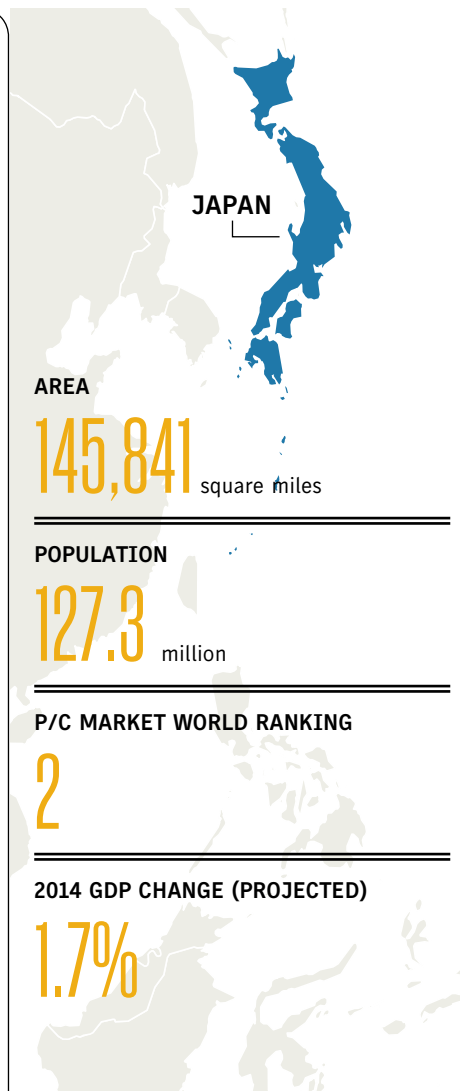 JAPAN
AREA
145,841 square miles
POPULATION
127.3 million
P/C MARKET WORLD RANKING
2
2014 GDP CHANGE (PROJECTED)
1.7%